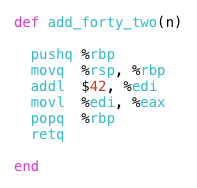 def add_forty_two(n)
pushq %rbp
movq %rsp, %rbp
addl $42, %edi
movl %edi, %eax
popq %rbp
retq
end